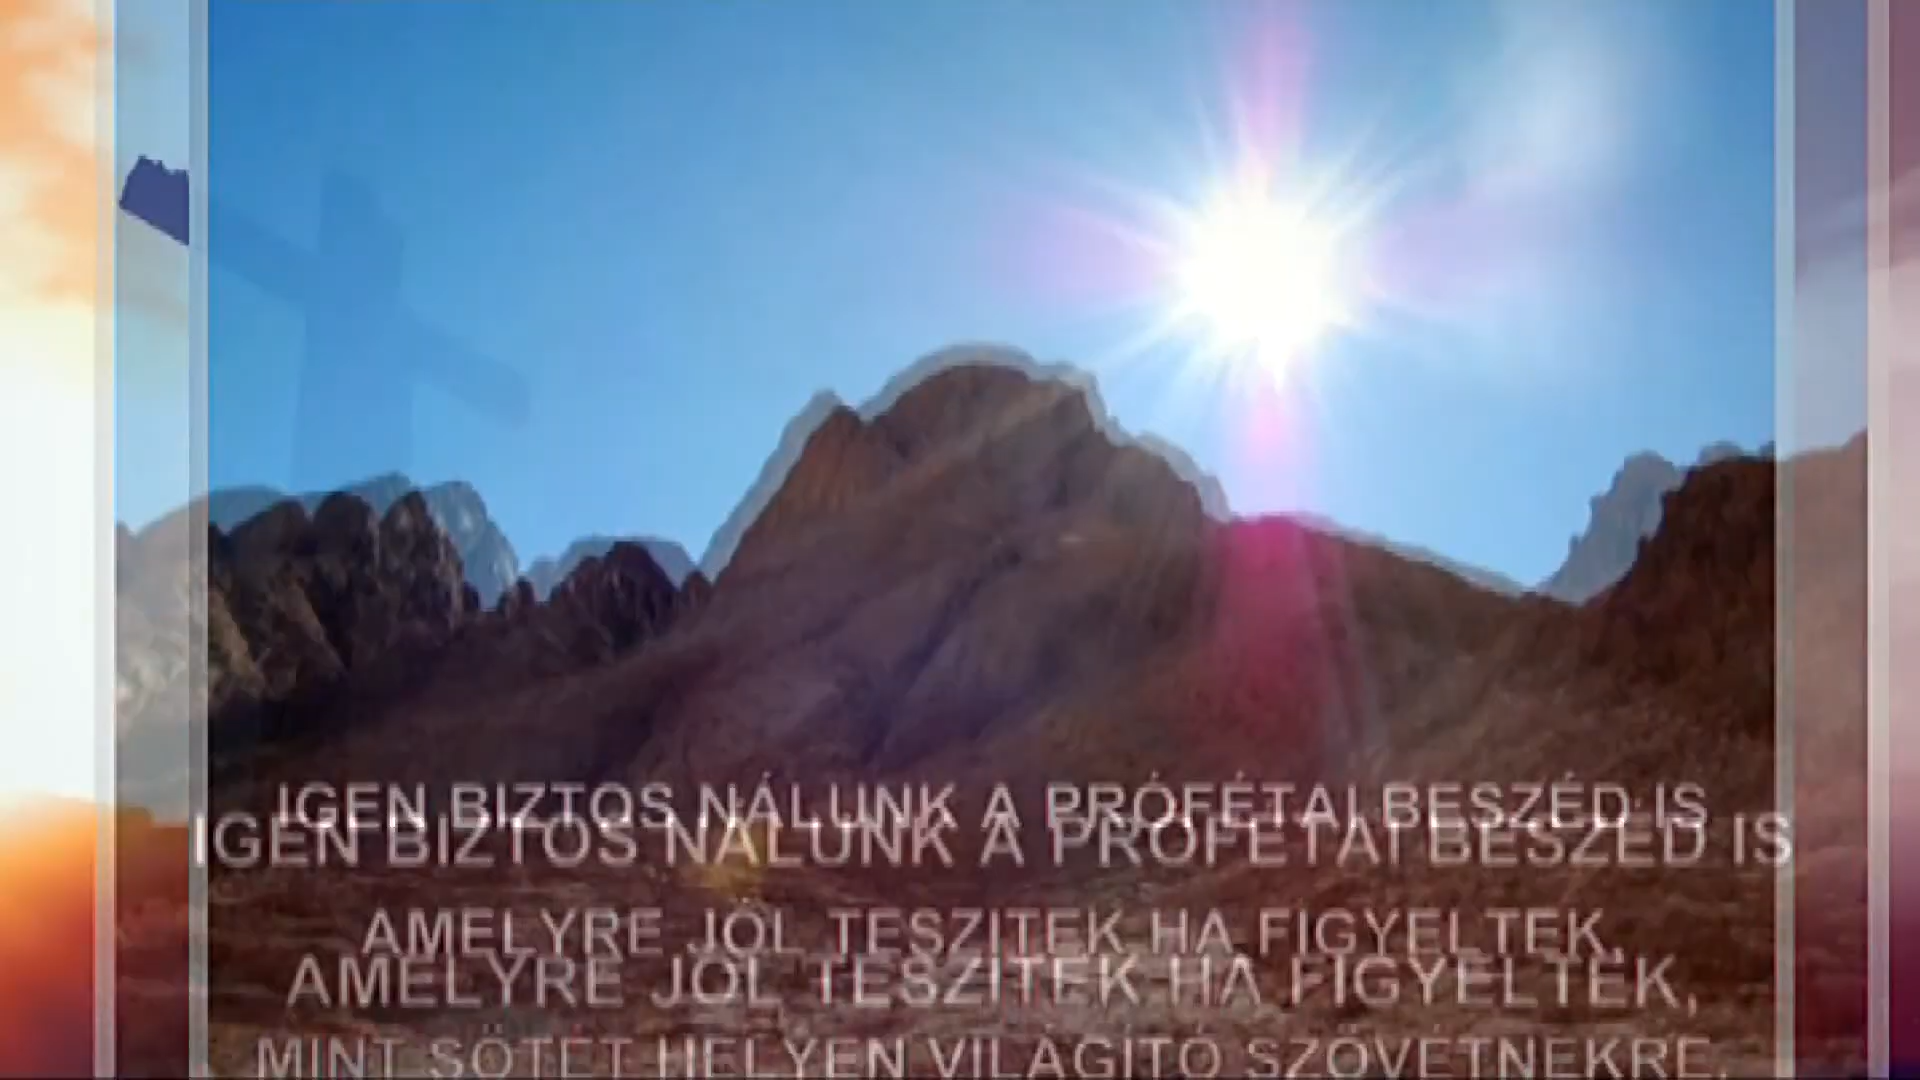 IGEN BIZTOS NÁLUNK A PRÓFÉTAI BESZÉD IS
IGEN BIZTOS NÁLUNK A PRÓFÉTAI BESZÉD IS
AMELYRE JÓL TESZITEK HA FIGYELTEK,
AMELYRE JÓL TESZITEK HA FIGYELTEK,
MINT SÖTÉT HELYEN VILÁGÍTÓ SZÖVÉTNEKRE,